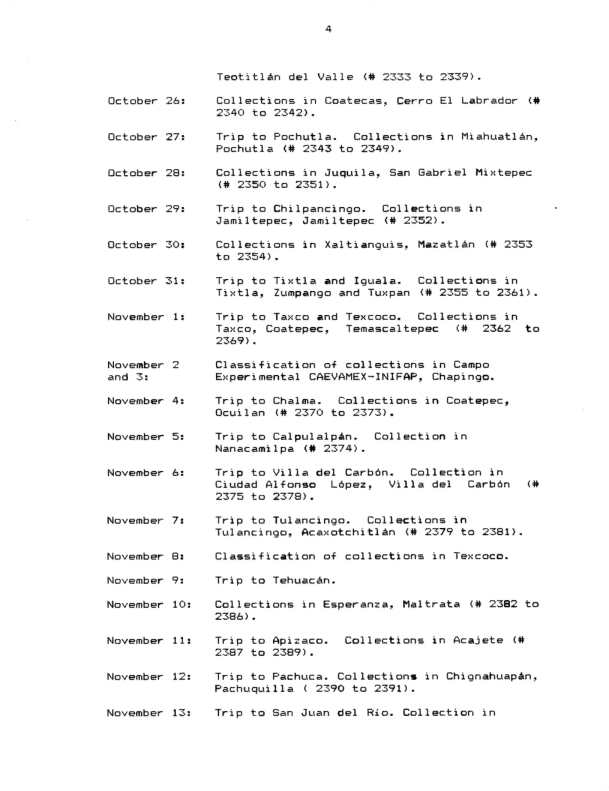 4
Teotitlán del Valle (# 2333 to 2339).
October 26: Collections in Coatecas, Cerro El Labrador (#
2340 to 2342).
October 27: Trip to Pochutla. Collections in Miahuatlán,
Pochutla (# 2343 to 2349).
October 28: Collections in Juquila, San Gabriel Mixtepec
(# 2350 to 2351).
October 29: Trip to Chilpancingo. Collections in
Jamiltepec, Jamiltepec (# 2352).
October 30: Collections in Xaltianguis, Mazatlán (# 2353
to 2354).
October 31: Trip to Tixtla and Iguala. Collections in
Tixtla, Zumpango and Tuxpan (# 2355 to 2361).
November 1: Trip to Taxco and Texcoco. Collections in
Taxco, Coatepec, Temascaltepec (# 2362 to
2369).
November 2 Classification of collections in Campo
and 3: Experimental CAEVAMEX-INIFAP, Chapingo.
November 4: Trip to Chalma. Collections in Coatepec,
Ocuilan (# 2370 to 2373).
November 5: Trip to Calpulalpán. Collection in
Nanacamilpa (# 2374).
November 6: Trip to Villa del Carbón. Collection in
Ciudad Alfonso López, Villa del Carbón (#
2375 to 2378).
November 7: Trip to Tulancingo. Collections in
Tulancingo, Acaxotchitlán (# 2379 to 2381).
November 8: Classification of collections in Texcoco.
November 9: Trip to Tehuacán.
November 10: Collections in Esperanza, Maltrata (# 2382 to
2386).
November 11: Trip to Apizaco. Collections in Acajete (#
2387 to 2389).
November 12: Trip to Pachuca. Collections in Chignahuapán,
Pachuquilla ( 2390 to 2391).
November 13: Trip to San Juan del Río. Collection in